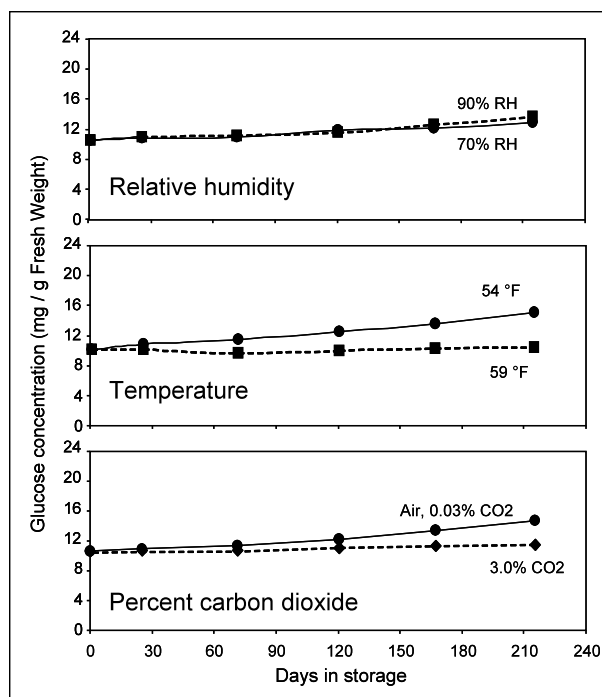 Glucose concentration (mg / g Fresh Weight)
24
20
16
12
8
4
0
90% RH
70% RH
Relative humidity
24
20
16
12
8
4
0
54 °F
59 °F
Temperature
24
20
16
12
8
4
0
Air, 0.03% CO2
3.0% CO2
Percent carbon dioxide
0 30 60 90 120 150 180 210 240
Days in storage